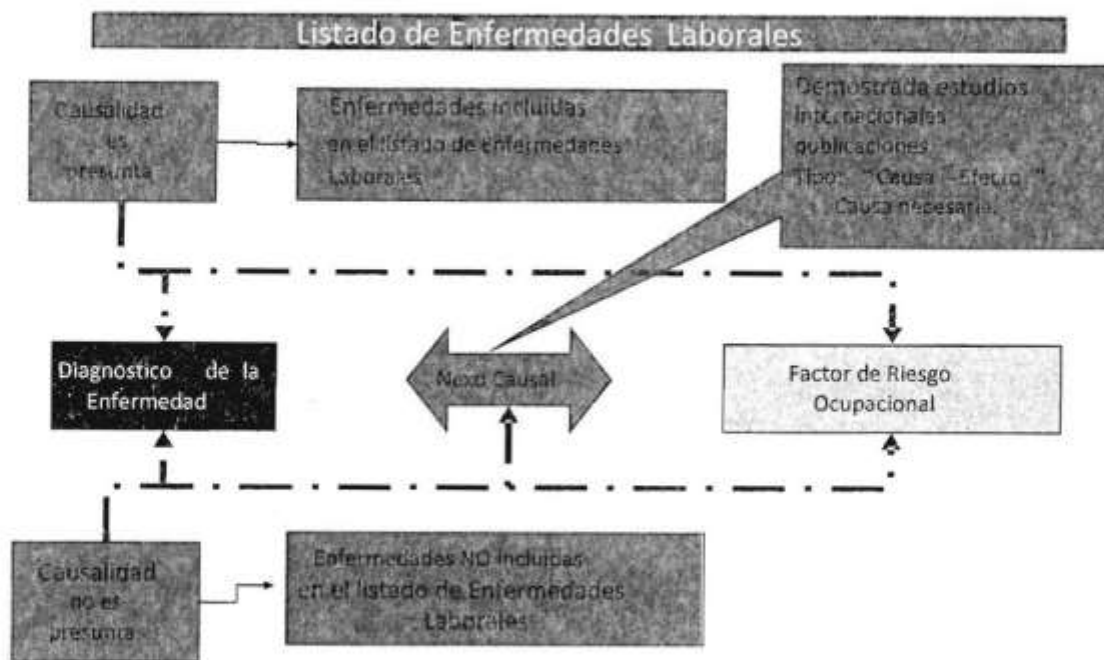 Listado de Enfermedades Laborales
Causalidad
es
presunta
Enfermedades Incluidas
en el listado de Enfermedades
Laborales
Demostrada estudios
internacionales
publicaciones
Tipo: "Causa –Efecto "
Causa necesaria.
Diagnostico de la
Enfermedad
Nexo Causal
Factor de Riesgo
Ocupacional
Causalidad
no es
presunta
Enfermedades NO incluidas
en el listado de Enfermedades
Laborales